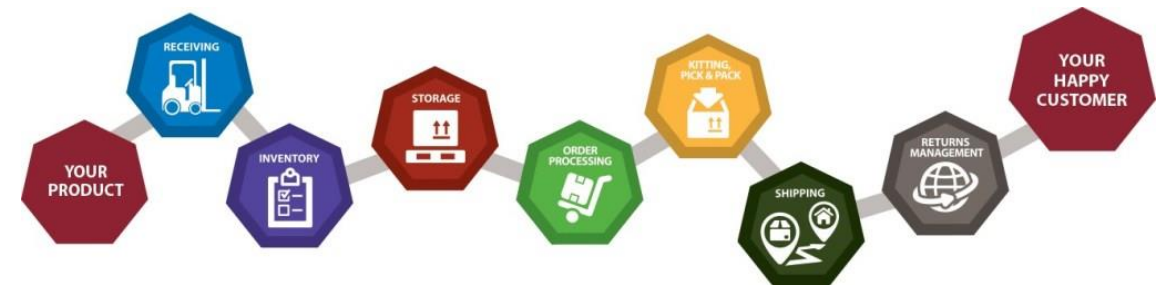 YOUR
PRODUCT
RECEIVING
INVENTORY
STORAGE
ORDER
PROCESSING
KITTING,
PICK & PACK
SHIPPING
RETURNS
MANAGEMENT
YOUR
HAPPY
CUSTOMER